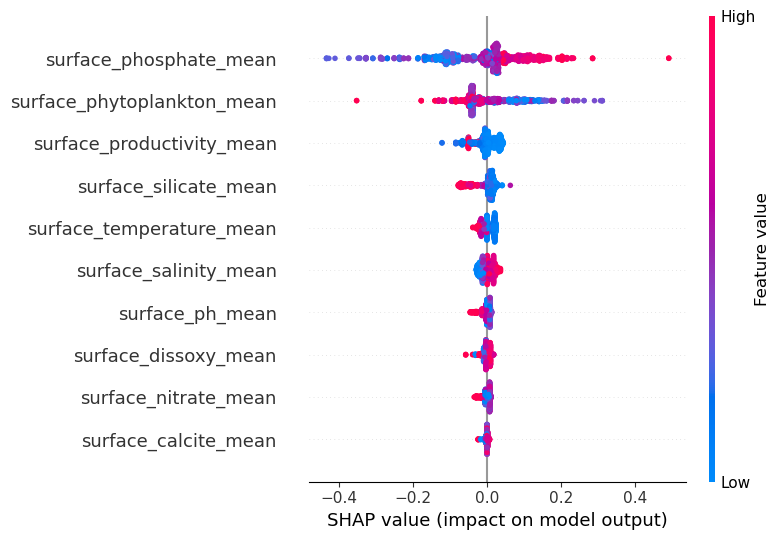 High
surface_phosphate_mean
surface_phytoplankton_mean
surface_productivity_mean
surface_silicate_mean
surface_temperature_mean
surface_salinity_mean
surface_ph_mean
surface_dissoxy_mean
surface_nitrate_mean
surface_calcite_mean
Feature value
Low
−0.4 −0.2 0.0 0.2 0.4
SHAP value (impact on model output)